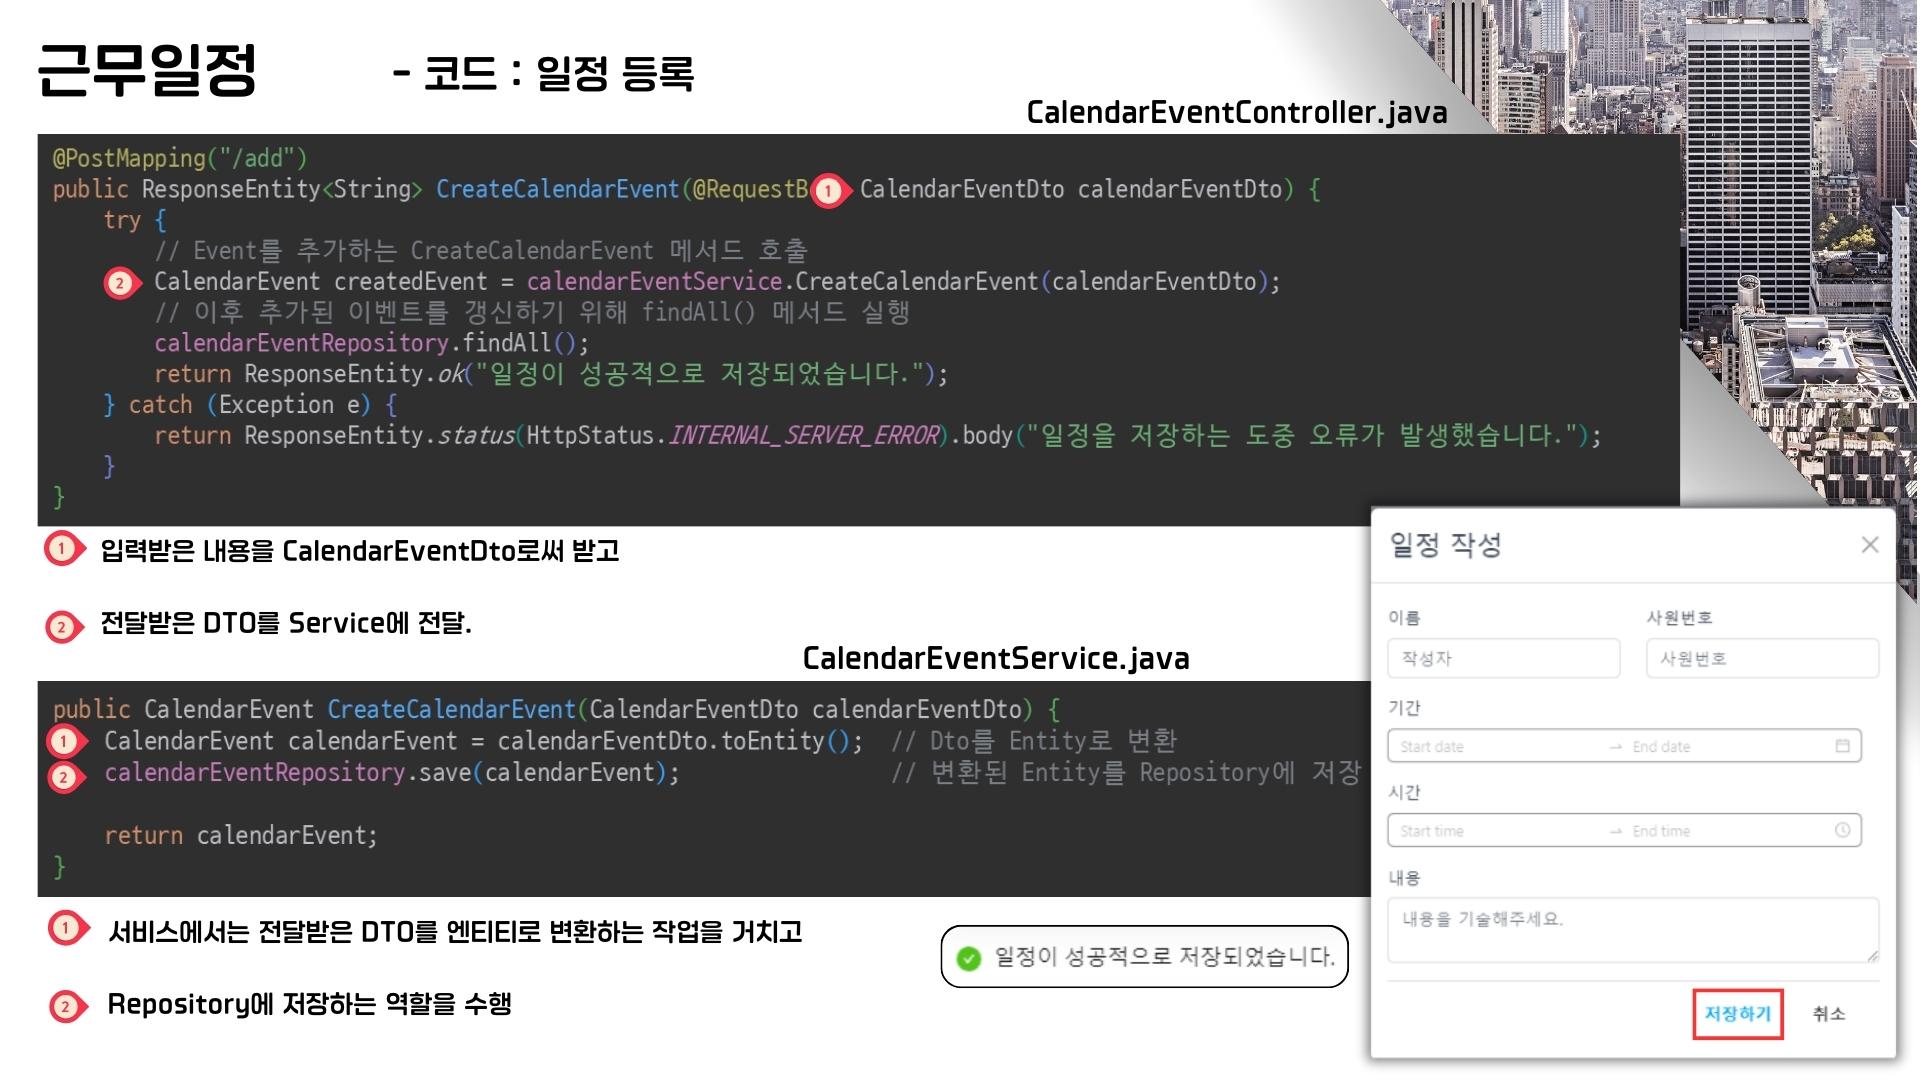 근무일정
- 코드 : 일정 등록
CalendarEventController.java
@PostMapping("/add")
public ResponseEntity<String> CreateCalendarEvent(@RequestB 1 CalendarEventDto calendarEventDto) {
try {
// Event를 추가하는 CreateCalendarEvent 메서드 호출
2 CalendarEvent createdEvent = calendarEventService.CreateCalendarEvent(calendarEventDto);
// 이후 추가된 이벤트를 갱신하기 위해 findAll() 메서드 실행
calendarEventRepository.findAll();
return ResponseEntity.ok("일정이 성공적으로 저장되었습니다.");
} catch (Exception e) {
return ResponseEntity.status(HttpStatus.INTERNAL_SERVER_ERROR).body("일정을 저장하는 도중 오류가 발생했습니다.");
}
}
1 입력받은 내용을 CalendarEventDto로써 받고
2 전달받은 DTO를 Service에 전달.
CalendarEventService.java
public CalendarEvent CreateCalendarEvent(CalendarEventDto calendarEventDto) {
1 CalendarEvent calendarEvent = calendarEventDto.toEntity(); // Dto를 Entity로 변환
2 calendarEventRepository.save(calendarEvent); // 변환된 Entity를 Repository에 저장
return calendarEvent;
}
1 서비스에서는 전달받은 DTO를 엔티티로 변환하는 작업을 거치고
2 Repository에 저장하는 역할을 수행
일정이 성공적으로 저장되었습니다.
일정 작성
이름 사원번호
작성자 사원번호
기간
Start date → End date
시간
Start time → End time
내용
내용을 기술해주세요.
저장하기 취소